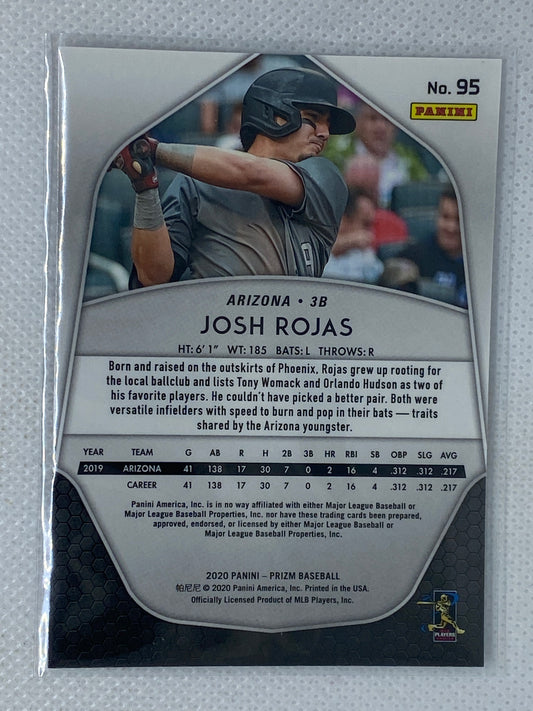 No. 95
PANINI
ARIZONA • 3B
JOSH ROJAS
HT: 6' 1" WT: 185 BATS: L THROWS: R
Born and raised on the outskirts of Phoenix, Rojas grew up rooting for
the local ballclub and lists Tony Womack and Orlando Hudson as two of
his favorite players. He couldn't have picked a better pair. Both were
versatile infielders with speed to burn and pop in their bats — traits
shared by the Arizona youngster.
YEAR TEAM G AB R H 2B 3B HR RBI SB OBP SLG AVG
2019 ARIZONA 41 138 17 30 7 0 2 16 4 .312 .312 .217
CAREER 41 138 17 30 7 0 2 16 4 .312 .312 .217
Panini America, Inc. is in no way affiliated with either Major League Baseball or
Major League Baseball Properties, Inc. nor have these trading cards been prepared,
approved, endorsed, or licensed by either Major League Baseball or
Major League Baseball Properties, Inc.
2020 PANINI – PRIZM BASEBALL
帕尼尼 © 2020 Panini America, Inc. Printed in the USA.
Officially Licensed Product of MLB Players, Inc.
PLAYERS